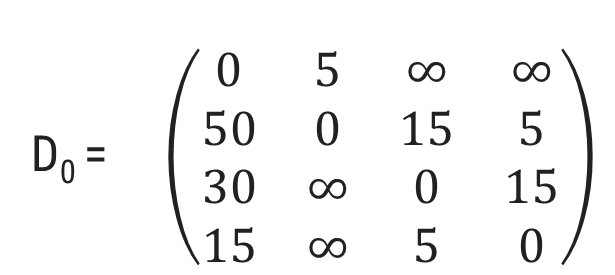 0 5 ∞ ∞
50 0 15 5
D₀ =
30 ∞ 0 15
15 ∞ 5 0